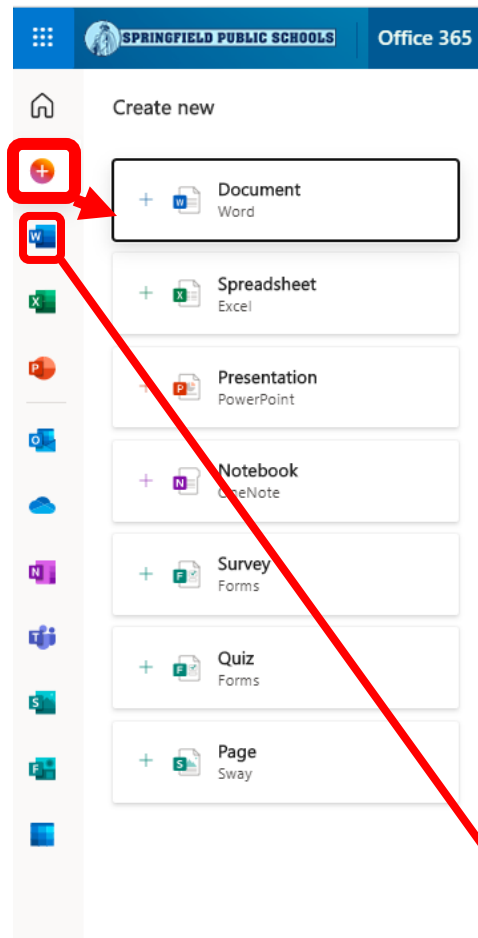 SPRINGFIELD PUBLIC SCHOOLS
Office 365
Create new
Document
Word
Spreadsheet
Excel
Presentation
PowerPoint
Notebook
OneNote
Survey
Forms
Quiz
Forms
Page
Sway